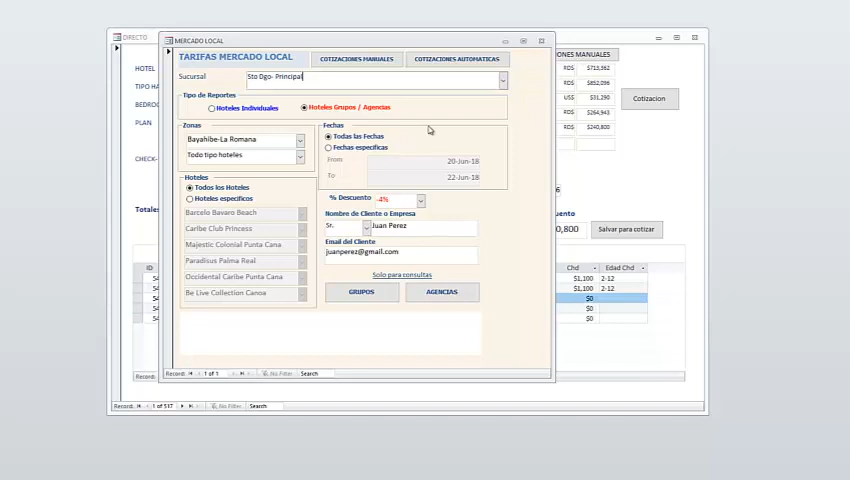 DIRECTO
MERCADO LOCAL
TARIFAS MERCADO LOCAL
COTIZACIONES MANUALES
COTIZACIONES AUTOMATICAS
Sucursal
Sto Dgo- Principal
Tipo de Reportes
Hoteles Individuales
Hoteles Grupos / Agencias
Zonas
Bayahibe-La Romana
Todo tipo hoteles
Fechas
Todas las Fechas
Fechas especificas
From
20-Jun-18
To
22-Jun-18
Hoteles
Todos los Hoteles
Hoteles especificos
Barcelo Bavaro Beach
Caribe Club Princess
Majestic Colonial Punta Cana
Paradisus Palma Real
Occidental Caribe Punta Cana
Be Live Collection Canoa
% Descuento
-4%
Nombre de Cliente o Empresa
Sr.
Juan Perez
Email del Cliente
juanperez@gmail.com
Solo para consultas
GRUPOS
AGENCIAS
Record:
1 of 1
No Filter
Search
HOTEL
TIPO HA
PLAN
CHECK-
Totales
ID
54
54
54
54
54
Record:
ONES MANUALES
RD$
$713,362
RD$
$852,096
US$
$31,290
RD$
$264,943
RD$
$240,800
Cotizacion
uento
0,800
Salvar para cotizar
Chd
Edad Chd
$1,100
2-12
$1,100
2-12
$0
$0
$0
Record:
1 of 517
No Filter
Search